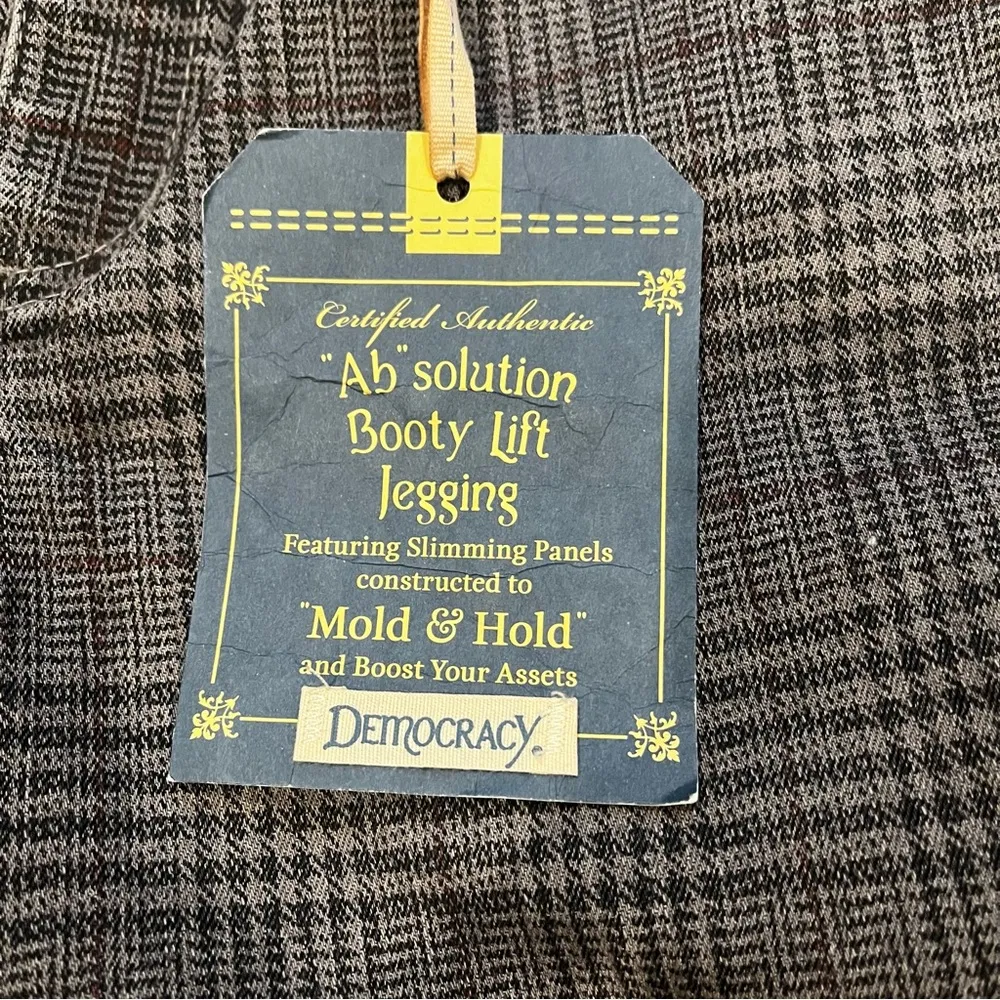 Certified Authentic
"Ab"solution
Booty Lift
Jegging
Featuring Slimming Panels
constructed to
"Mold & Hold"
and Boost Your Assets
DEMOCRACY.